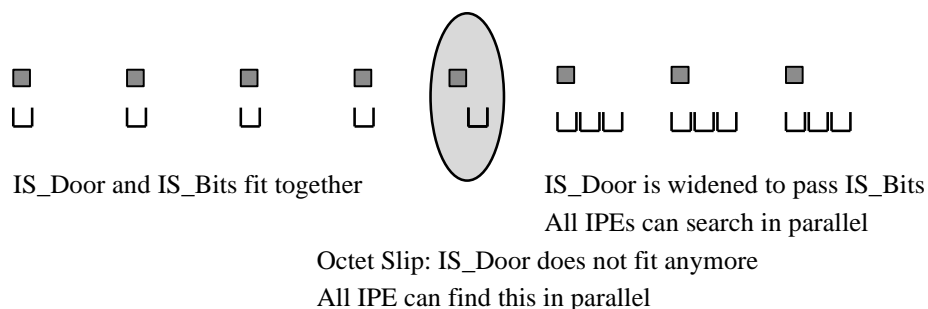 IS_Door and IS_Bits fit together
IS_Door is widened to pass IS_Bits
All IPEs can search in parallel
Octet Slip: IS_Door does not fit anymore
All IPE can find this in parallel